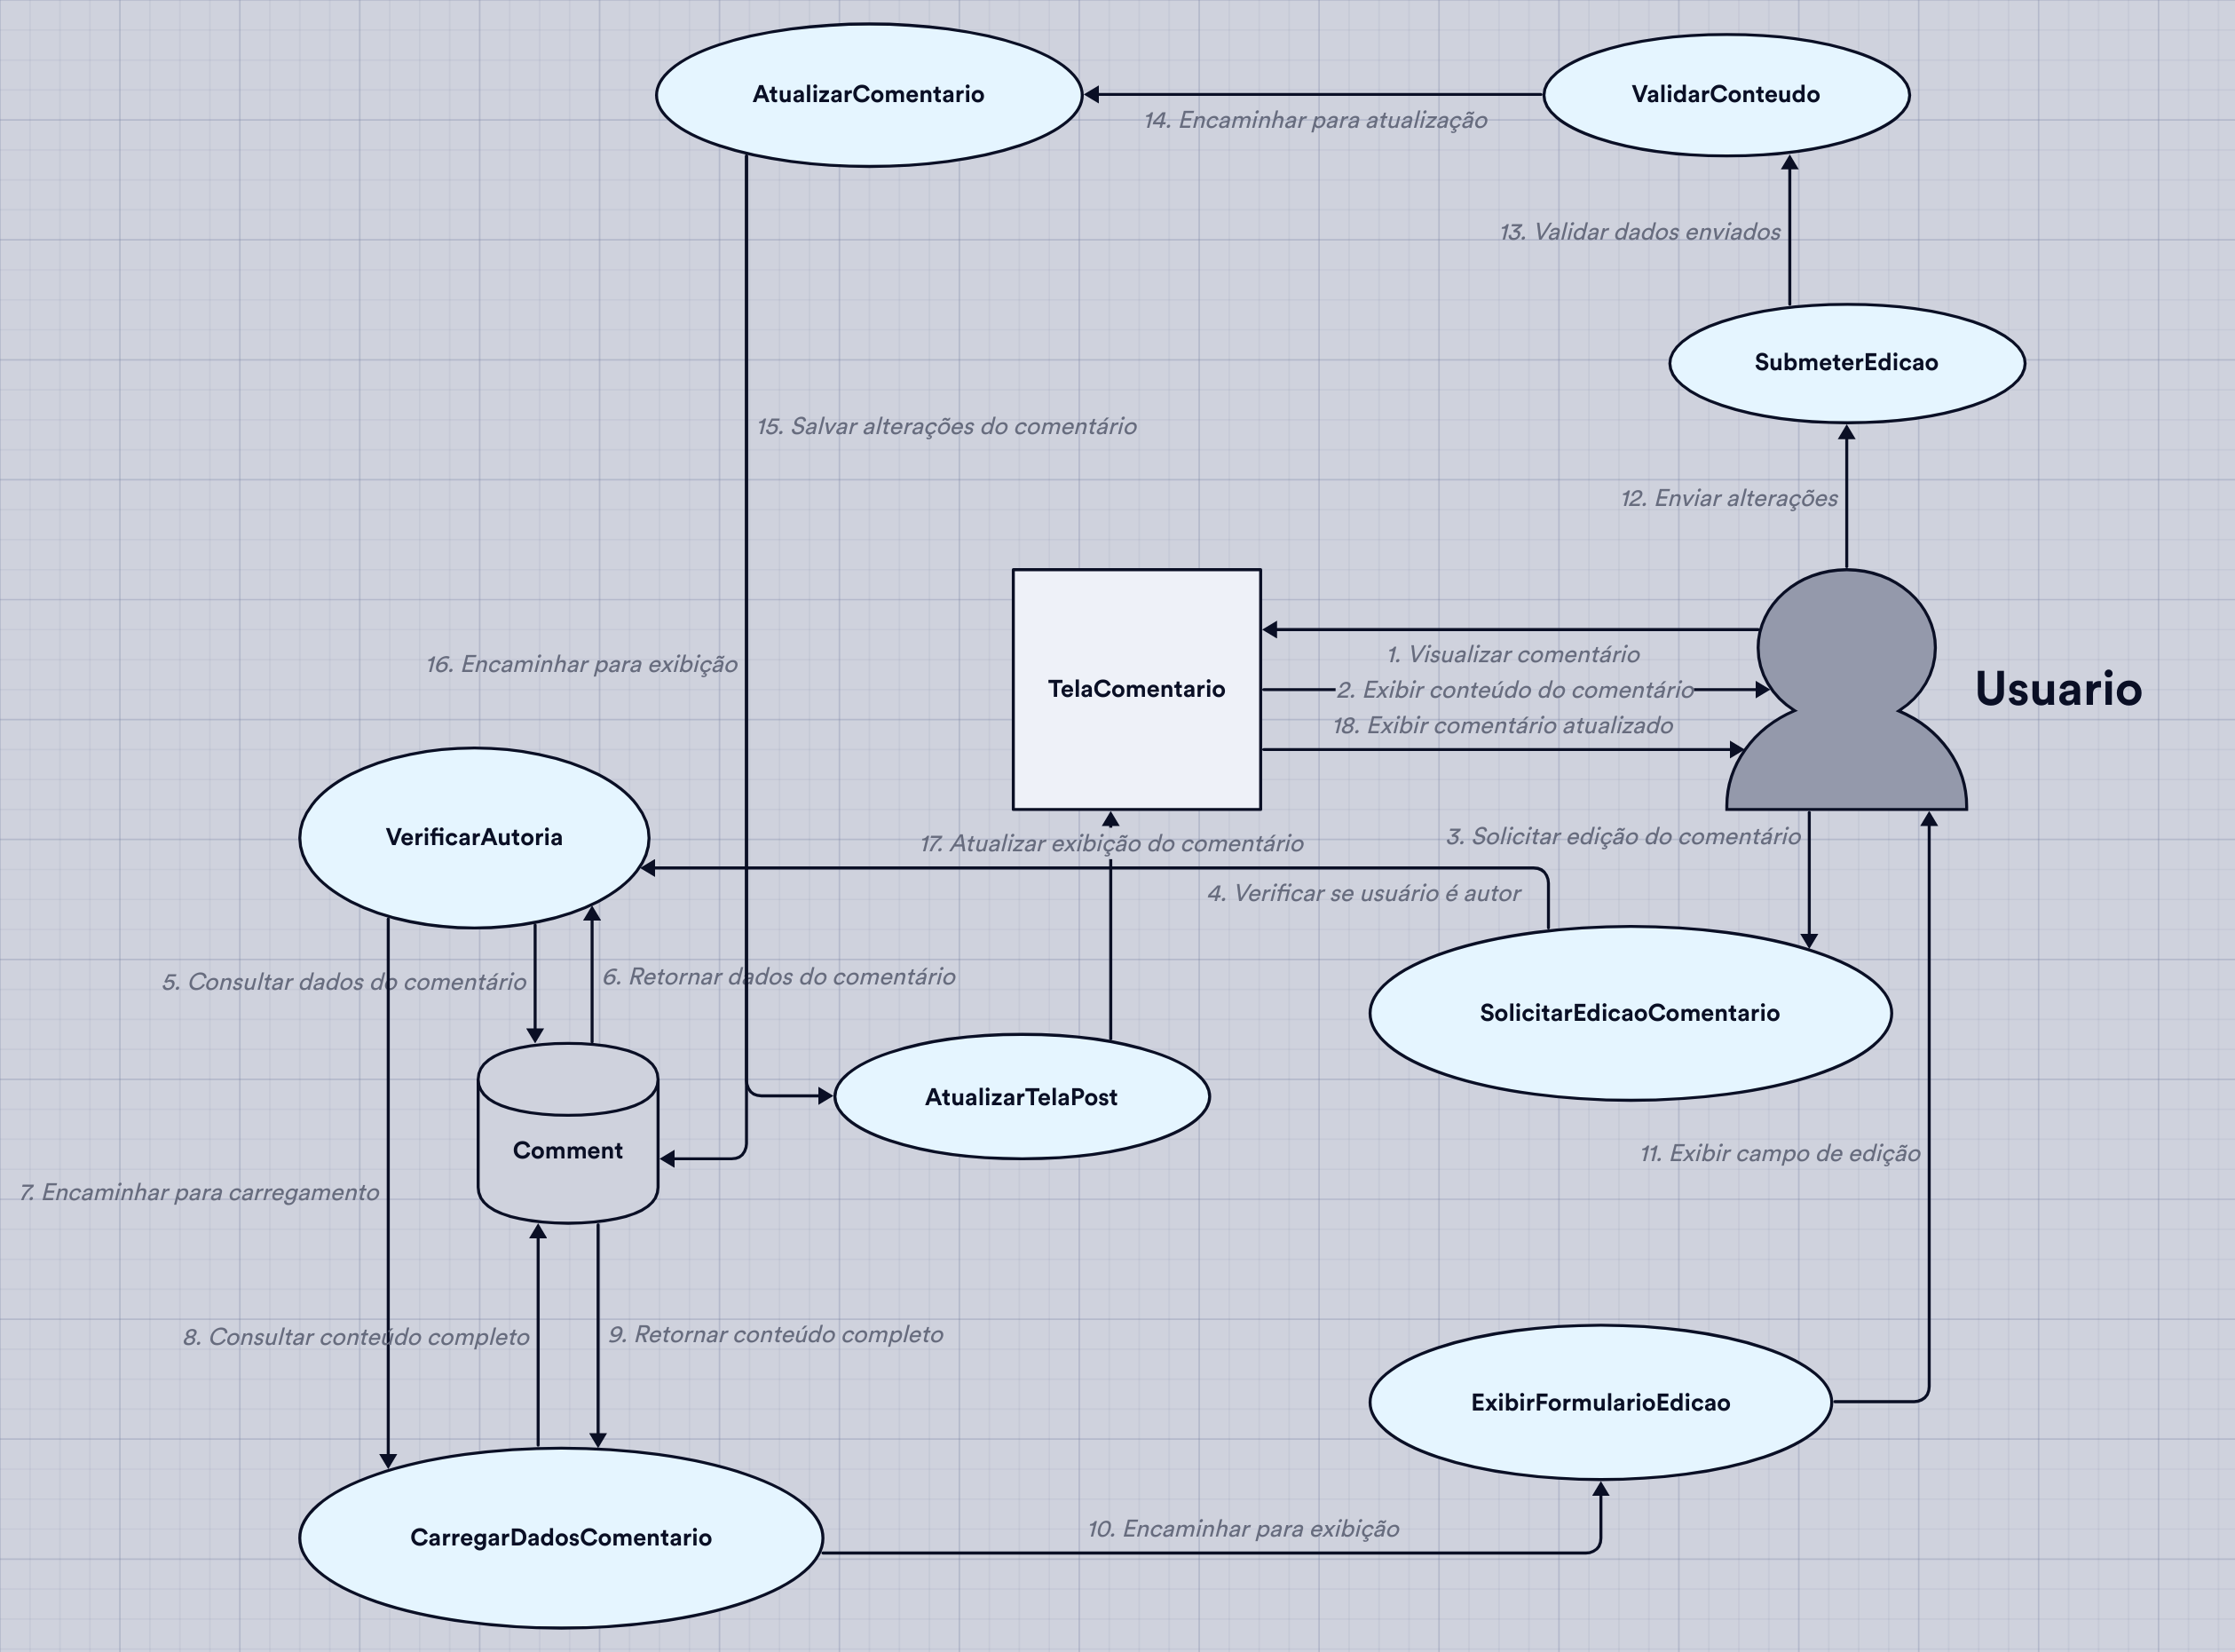 AtualizarComentario
ValidarConteudo
14. Encaminhar para atualização
13. Validar dados enviados
SubmeterEdicao
15. Salvar alterações do comentário
12. Enviar alterações
16. Encaminhar para exibição
1. Visualizar comentário
TelaComentario
2. Exibir conteúdo do comentário
Usuario
18. Exibir comentário atualizado
VerificarAutoria
17. Atualizar exibição do comentário
3. Solicitar edição do comentário
4. Verificar se usuário é autor
5. Consultar dados do comentário
6. Retornar dados do comentário
SolicitarEdicaoComentario
AtualizarTelaPost
Comment
11. Exibir campo de edição
7. Encaminhar para carregamento
8. Consultar conteúdo completo
9. Retornar conteúdo completo
ExibirFormularioEdicao
CarregarDadosComentario
10. Encaminhar para exibição